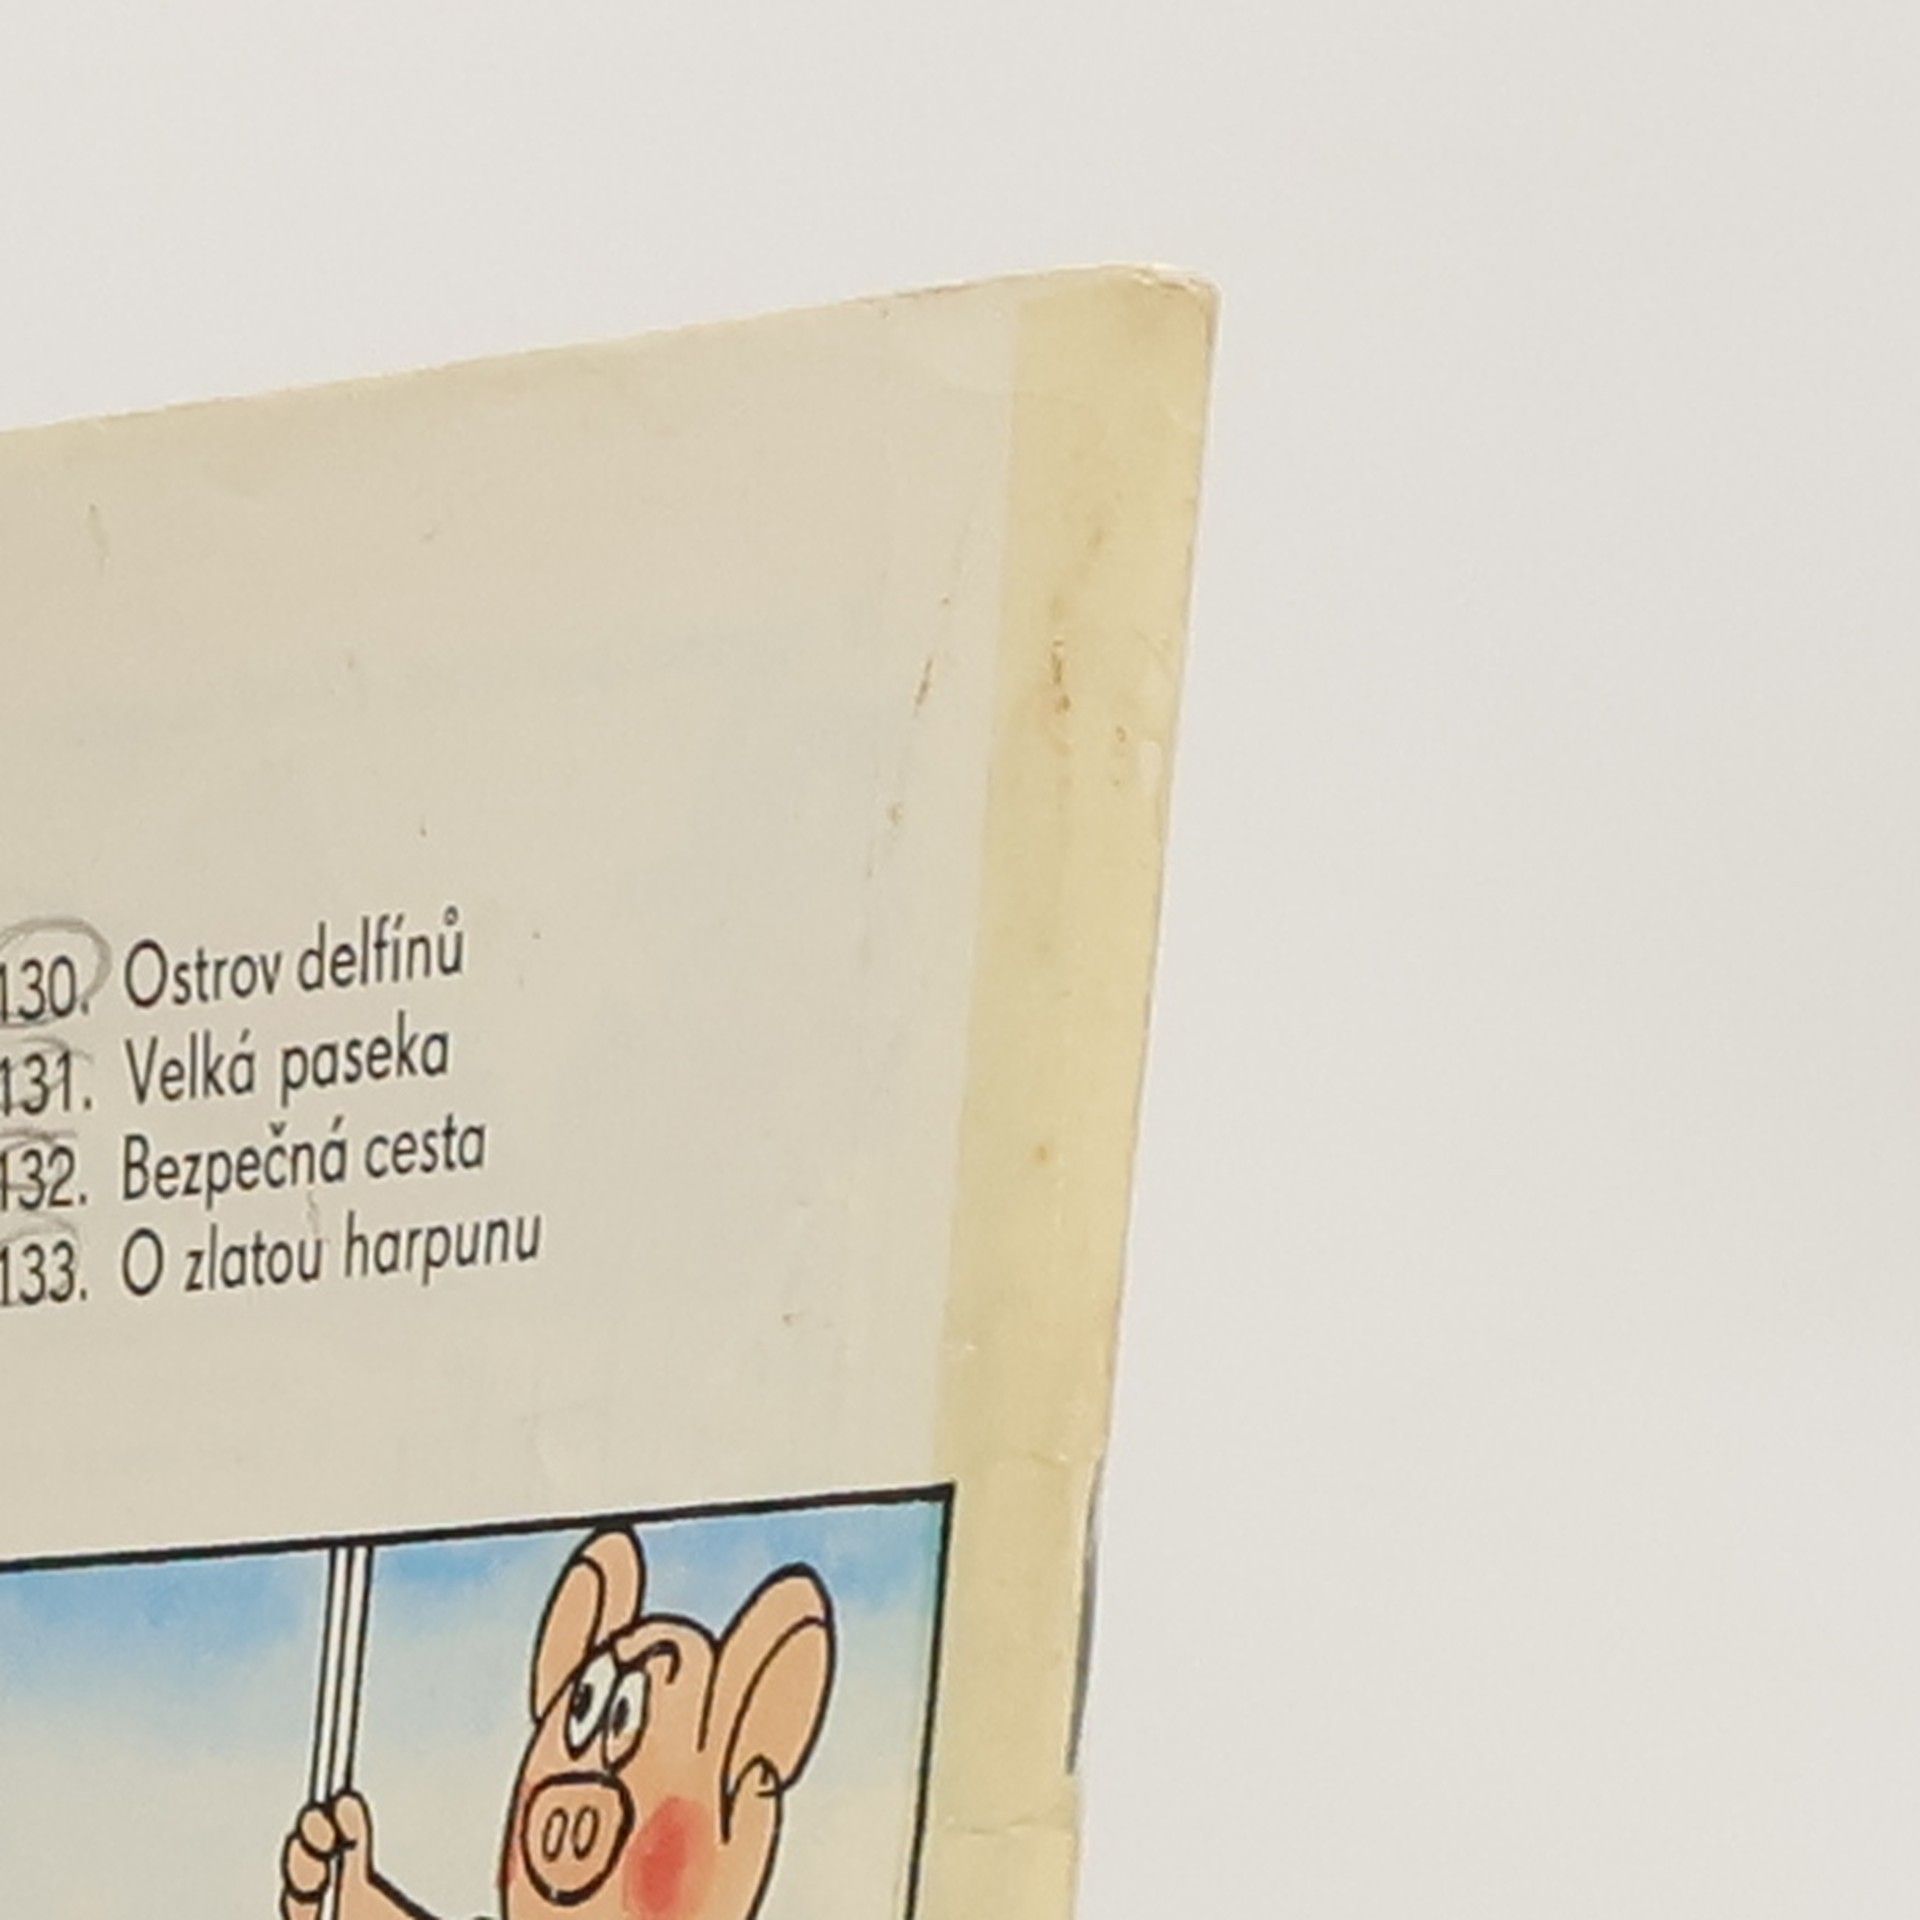 130. Ostrov delfínů
131. Velká paseka
132. Bezpečná cesta
133. O zlatou harpunu